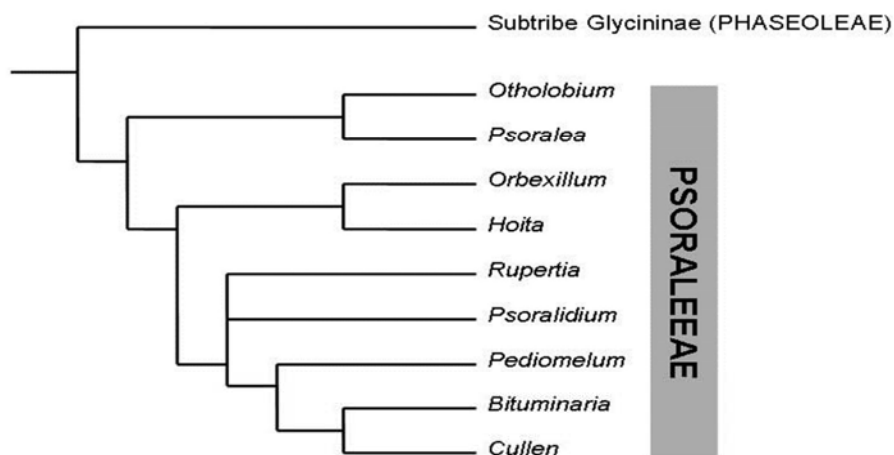 Subtribe Glycininae (PHASEOLEAE)
Otholobium
Psoralea
Orbexillum
Hoita
Rupertia
Psoralidium
Pediomelum
Bituminaria
Cullen
PSORALEEAE